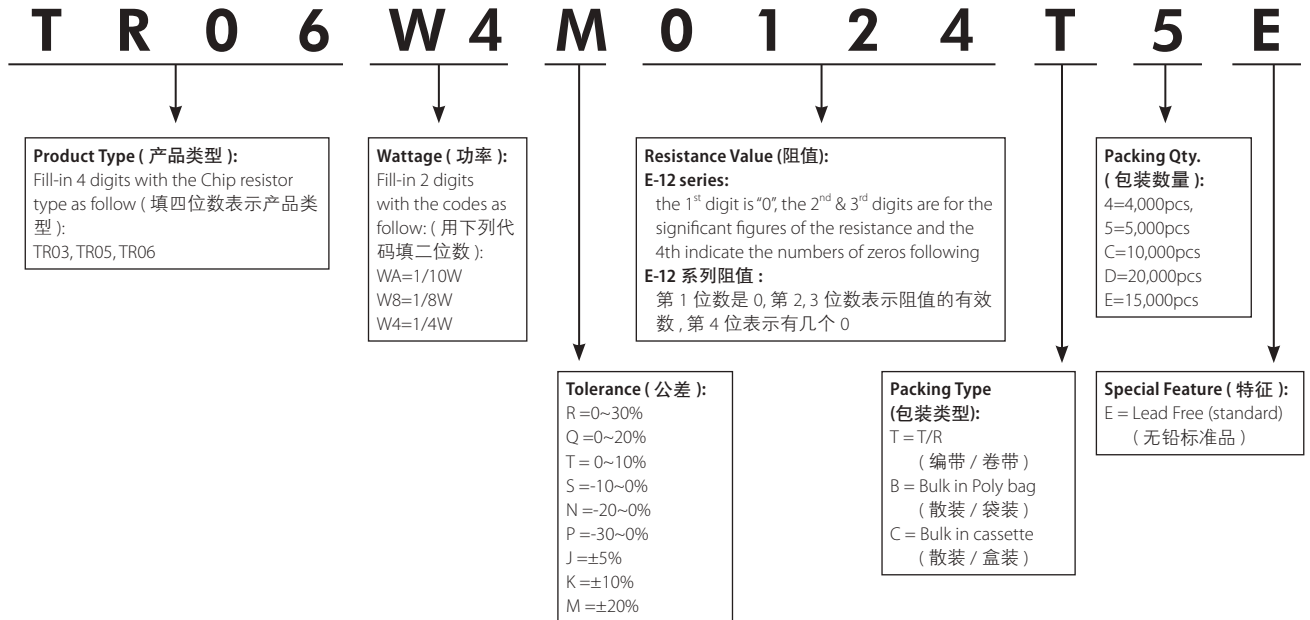 T R 0 6 W 4 M 0 1 2 4 T 5 E
Product Type ( 产品类型 ):
Fill-in 4 digits with the Chip resistor
type as follow ( 填四位数表示产品类
型 ):
TR03, TR05, TR06
Wattage ( 功率 ):
Fill-in 2 digits
with the codes as
follow: ( 用下列代
码填二位数 ):
WA=1/10W
W8=1/8W
W4=1/4W
Resistance Value (阻值):
E-12 series:
the 1st digit is "0", the 2nd & 3rd digits are for the
significant figures of the resistance and the
4th indicate the numbers of zeros following
E-12 系列阻值 :
第 1 位数是 0, 第 2, 3 位数表示阻值的有效
数 , 第 4 位表示有几个 0
Packing Qty.
( 包装数量 ):
4=4,000pcs,
5=5,000pcs
C=10,000pcs
D=20,000pcs
E=15,000pcs
Tolerance ( 公差 ):
R =0~30%
Q =0~20%
T = 0~10%
S =-10~0%
N =-20~0%
P =-30~0%
J =±5%
K =±10%
M =±20%
Packing Type
(包装类型):
T = T/R
( 编带 / 卷带 )
B = Bulk in Poly bag
( 散装 / 袋装 )
C = Bulk in cassette
( 散装 / 盒装 )
Special Feature ( 特征 ):
E = Lead Free (standard)
( 无铅标准品 )